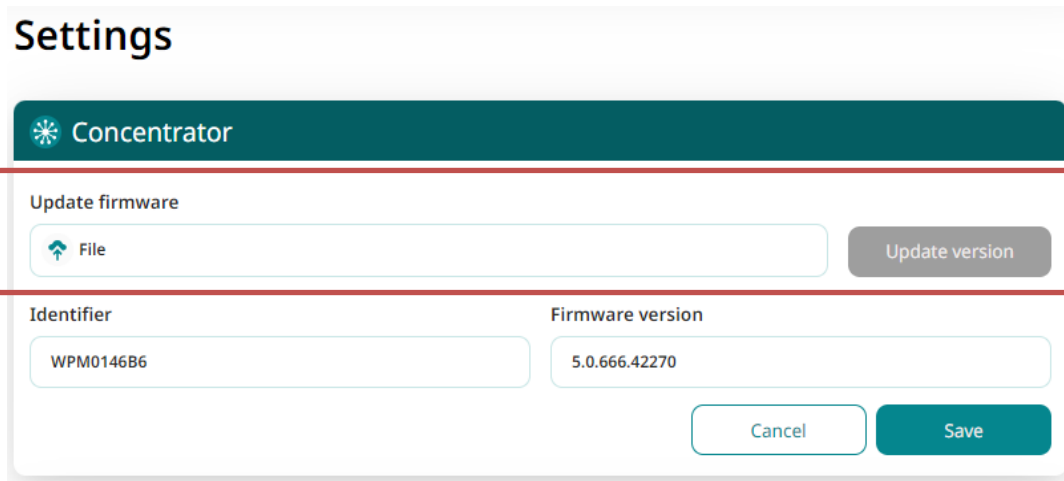 Settings
Concentrator
Update firmware
File
Update version
Identifier
Firmware version
WPM0146B6
5.0.666.42270
Cancel
Save